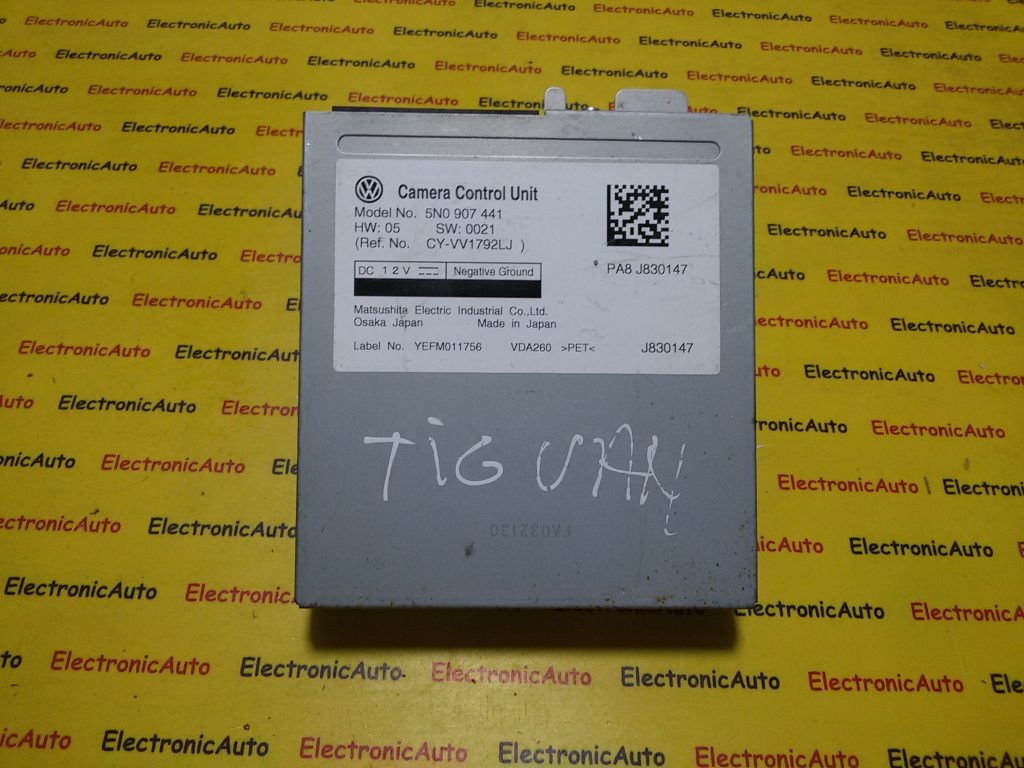 Camera Control Unit
Model No. 5N0 907 441
HW: 05 SW: 0021
(Ref. No. CY-VV1792LJ )
DC 12V Negative Ground
PA8 J830147
Matsushita Electric Industrial Co.,Ltd.
Osaka Japan Made in Japan
Label No. YEFM011756 VDA260 >PET< J830147
TIGUAN
FA032130
ElectronicAuto